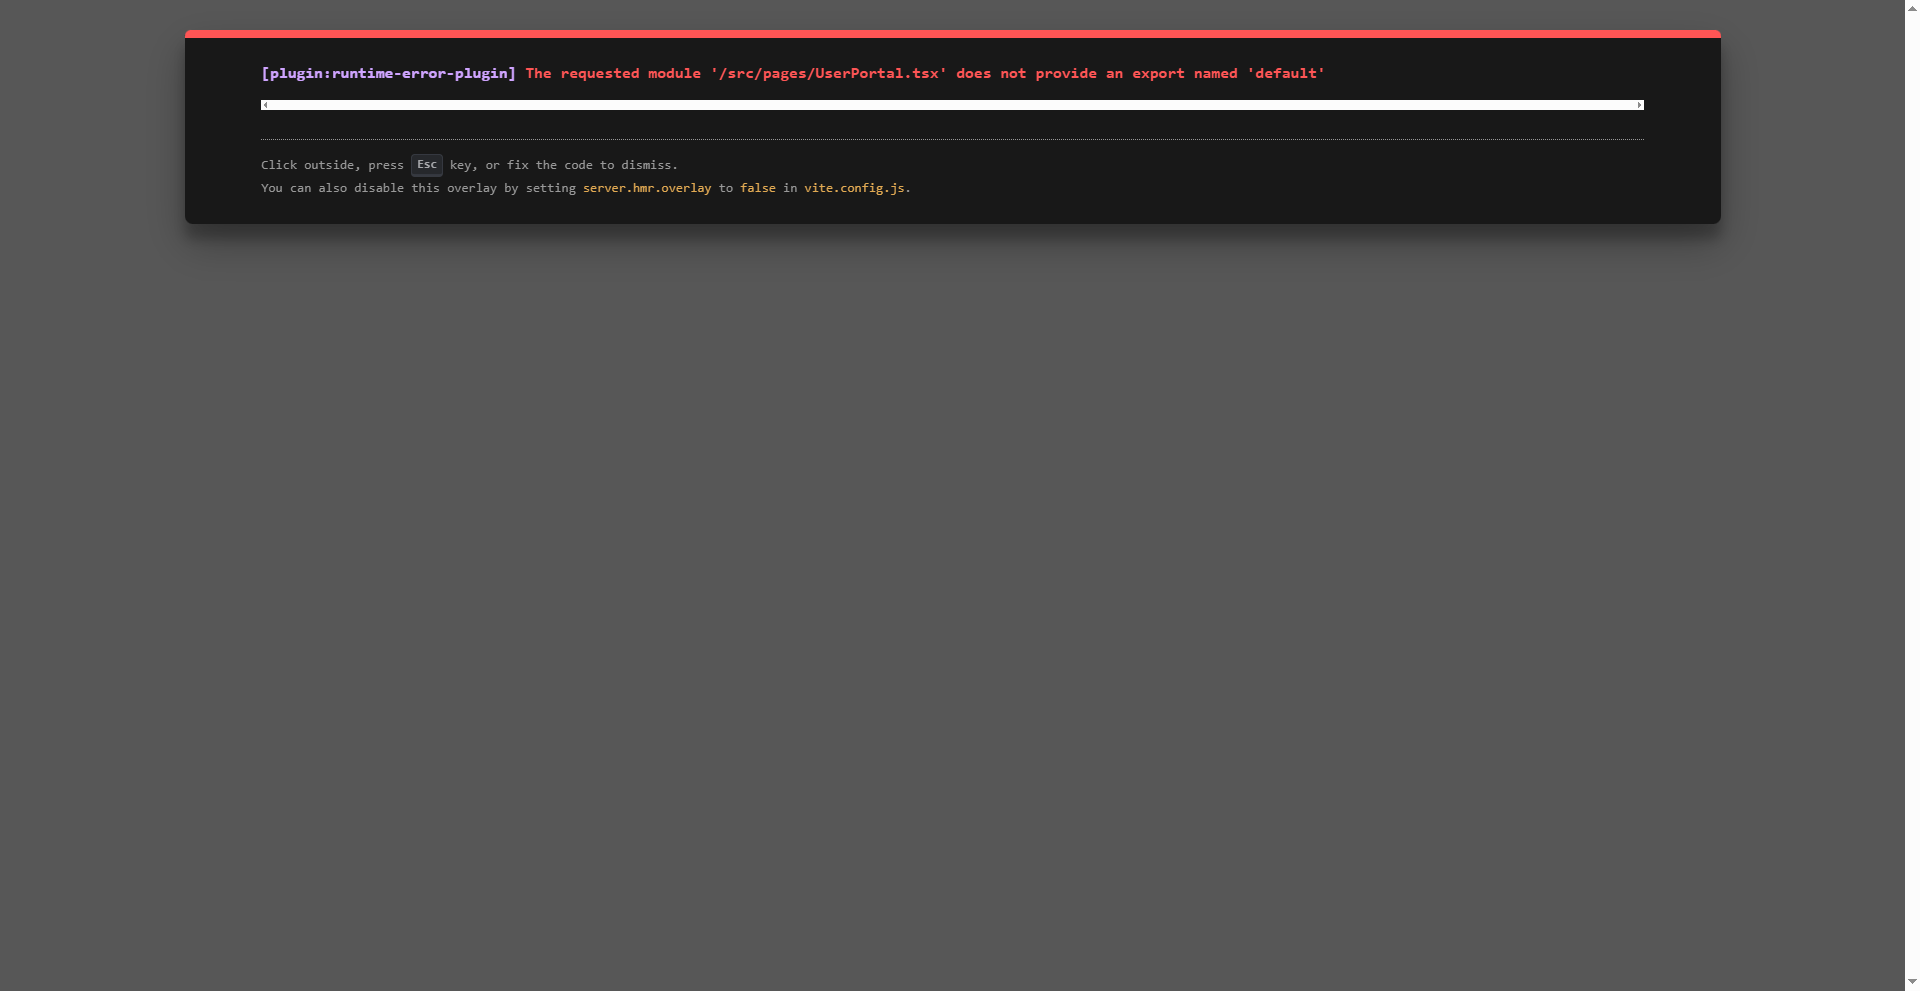 [plugin:runtime-error-plugin] The requested module '/src/pages/UserPortal.tsx' does not provide an export named 'default'
Click outside, press Esc key, or fix the code to dismiss.
You can also disable this overlay by setting server.hmr.overlay to false in vite.config.js.